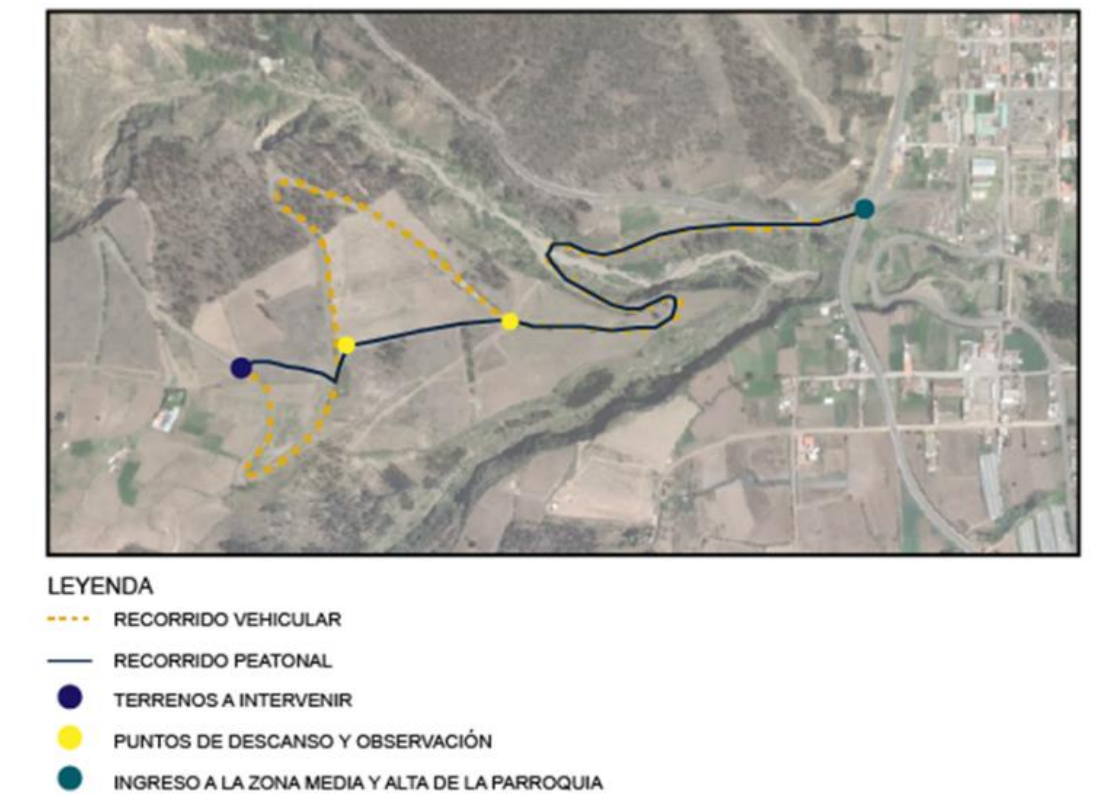 LEYENDA
RECORRIDO VEHICULAR
RECORRIDO PEATONAL
TERRENOS A INTERVENIR
PUNTOS DE DESCANSO Y OBSERVACIÓN
INGRESO A LA ZONA MEDIA Y ALTA DE LA PARROQUIA